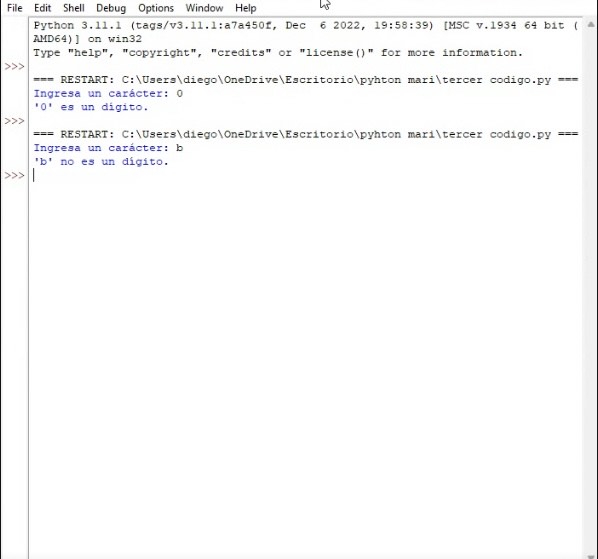 File Edit Shell Debug Options Window Help
Python 3.11.1 (tags/v3.11.1:a7a450f, Dec  6 2022, 19:58:39) [MSC v.1934 64 bit (
AMD64)] on win32
Type "help", "copyright", "credits" or "license()" for more information.
>>>
=== RESTART: C:\Users\diego\OneDrive\Escritorio\pyhton mari\tercer codigo.py ===
Ingresa un carácter: 0
'0' es un dígito.
>>>
=== RESTART: C:\Users\diego\OneDrive\Escritorio\pyhton mari\tercer codigo.py ===
Ingresa un carácter: b
'b' no es un dígito.
>>>